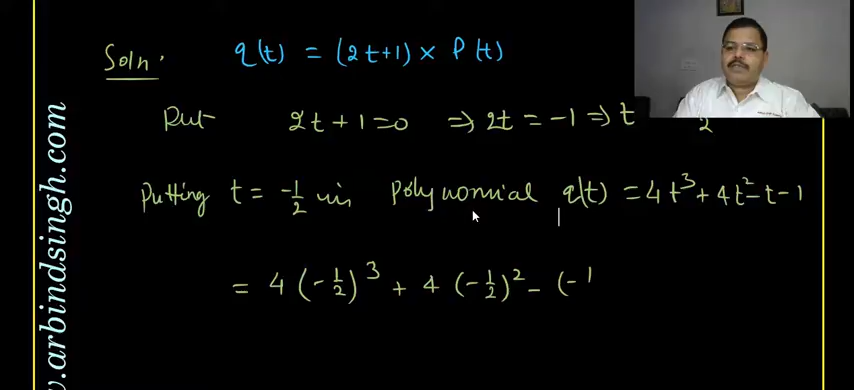 Soln. q(t) = (2t+1) × P(t)
Put 2t + 1 = 0 ⇒ 2t = -1 ⇒ t 2
Putting t = -1/2 in Polynomial q(t) = 4t³ + 4t² - t - 1
= 4 (-1/2)³ + 4 (-1/2)² - (-1
w.arbindsingh.com